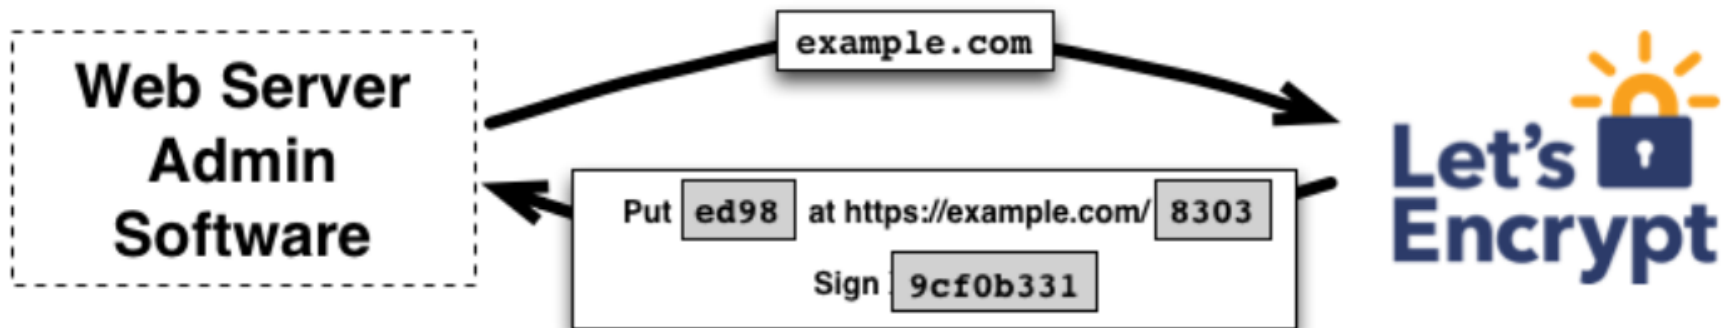 Web Server
Admin
Software
example.com
Put ed98 at https://example.com/ 8303
Sign 9cf0b331
Let's
Encrypt